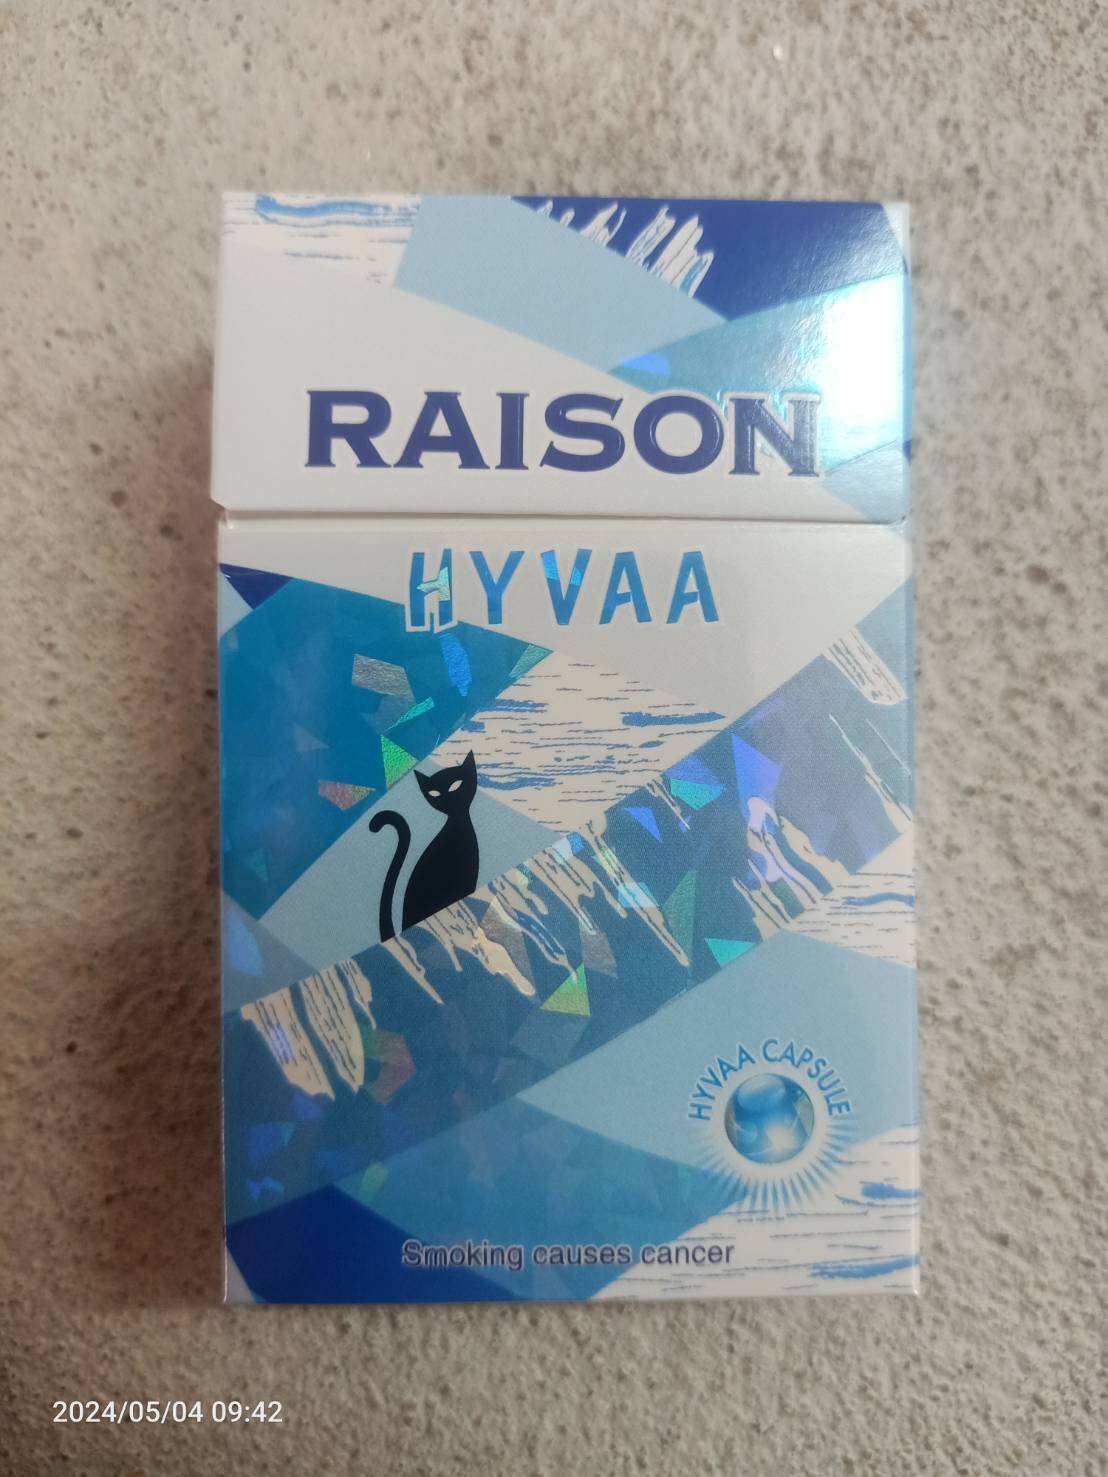 RAISON
HYVAA
HYVAA CAPSULE
Smoking causes cancer
2024/05/04 09:42